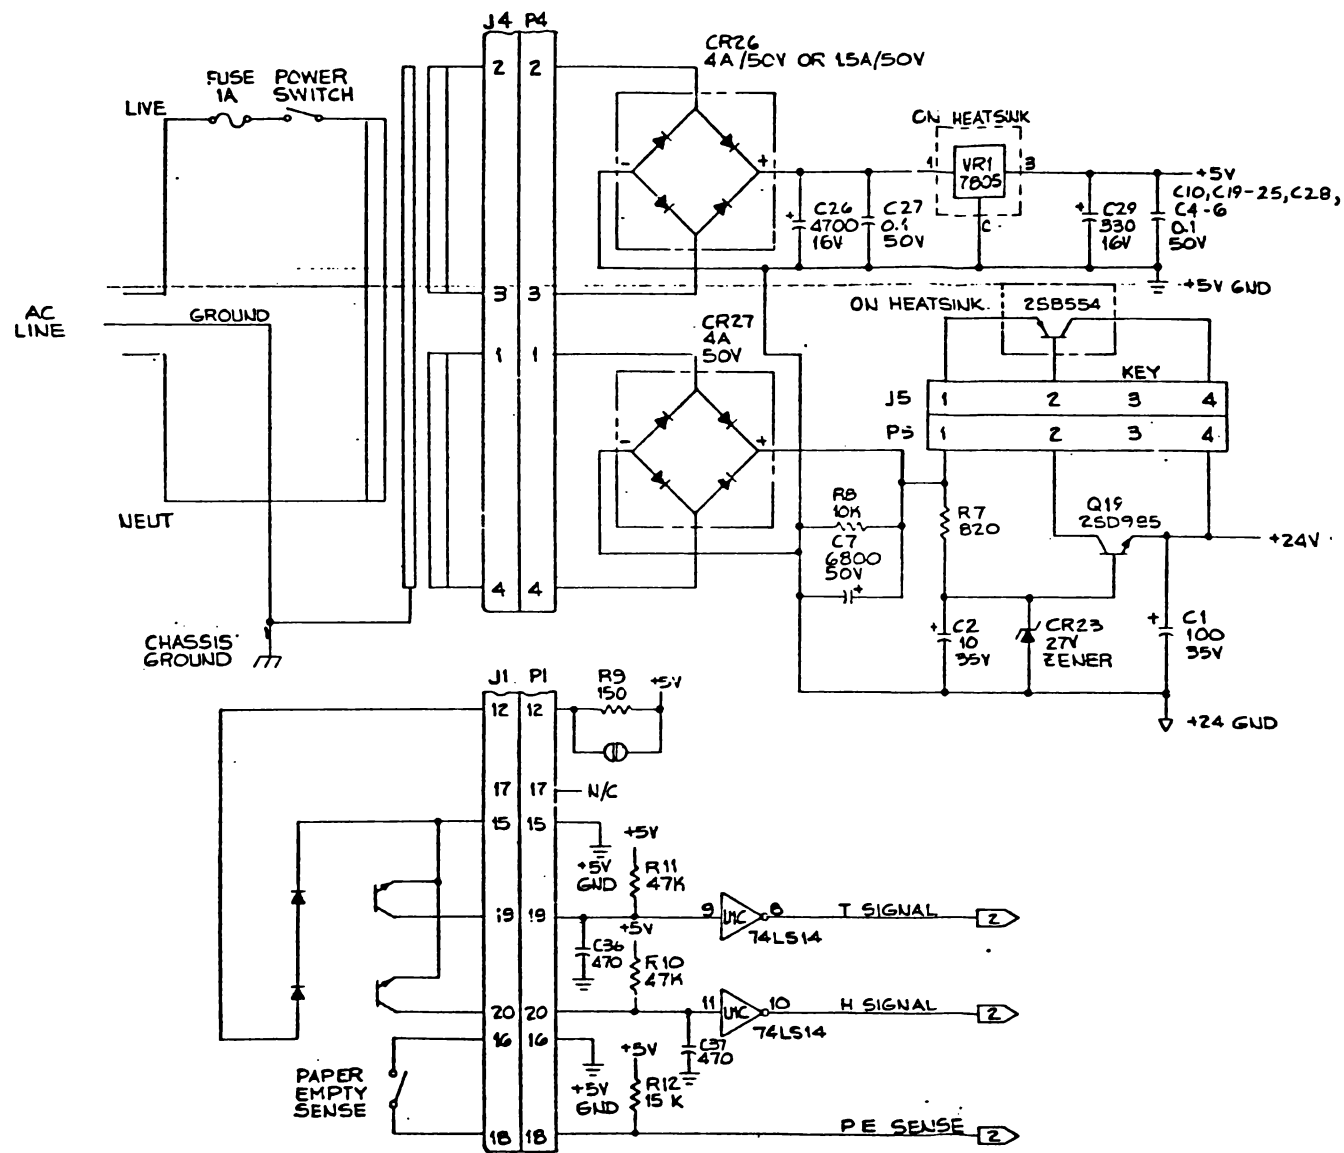 J4 P4
CR26
4A/50V OR 15A/50V
FUSE
1A
POWER
SWITCH
LIVE
2 2
ON HEATSINK
- +
1 VR1 3
7805
C
+5V
C10, C19-25, C28,
C4-6
0.1
50V
+ C26
4700
16V
C27
0.1
50V
+ C29
330
16V
3 3
+5V GND
ON HEATSINK
2SB554
AC
LINE
GROUND
CR27
4A
50V
1 1
KEY
J5 1 2 3 4
P5 1 2 3 4
- +
R8
10K
C7
6800
50V
+
R7
820
Q19
2SD985
+24V
NEUT
4 4
+ C2
10
35V
CR23
27V
ZENER
+ C1
100
35V
CHASSIS
GROUND
+24 GND
J1 P1
R9
150
+5V
12 12
17 17 N/C
15 15
+5V
GND
+5V
R11
47K
19 19
9 U1C 8
74LS14
T SIGNAL 2
C36
470
+5V
R10
47K
20 20
11 U1C 10
74LS14
H SIGNAL 2
C37
470
16 16
+5V
GND
+5V
R12
15K
PAPER
EMPTY
SENSE
18 18
PE SENSE 2